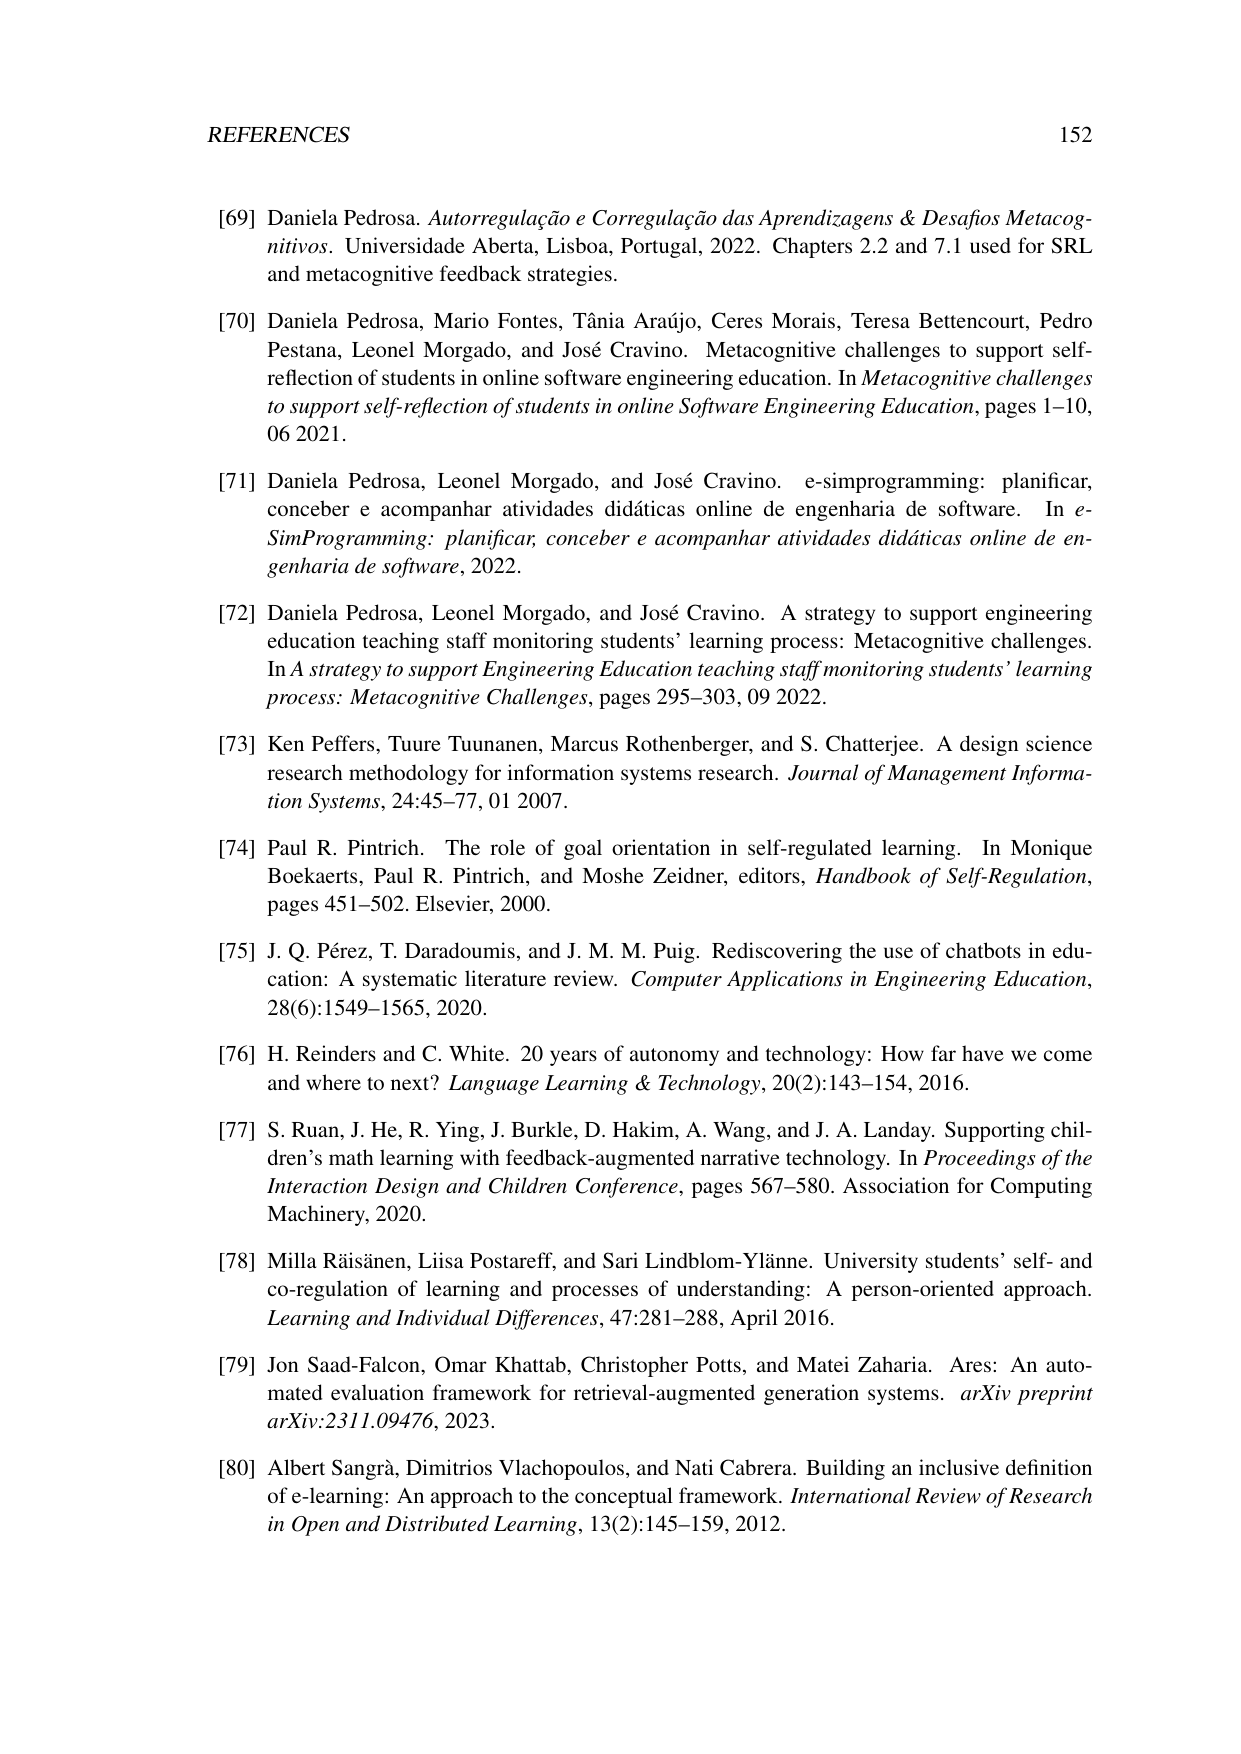 REFERENCES 152
[69] Daniela Pedrosa. Autorregulação e Corregulação das Aprendizagens & Desafios Metacog-
nitivos. Universidade Aberta, Lisboa, Portugal, 2022. Chapters 2.2 and 7.1 used for SRL
and metacognitive feedback strategies.
[70] Daniela Pedrosa, Mario Fontes, Tânia Araújo, Ceres Morais, Teresa Bettencourt, Pedro
Pestana, Leonel Morgado, and José Cravino. Metacognitive challenges to support self-
reflection of students in online software engineering education. In Metacognitive challenges
to support self-reflection of students in online Software Engineering Education, pages 1–10,
06 2021.
[71] Daniela Pedrosa, Leonel Morgado, and José Cravino. e-simprogramming: planificar,
conceber e acompanhar atividades didáticas online de engenharia de software. In e-
SimProgramming: planificar, conceber e acompanhar atividades didáticas online de en-
genharia de software, 2022.
[72] Daniela Pedrosa, Leonel Morgado, and José Cravino. A strategy to support engineering
education teaching staff monitoring students’ learning process: Metacognitive challenges.
In A strategy to support Engineering Education teaching staff monitoring students’ learning
process: Metacognitive Challenges, pages 295–303, 09 2022.
[73] Ken Peffers, Tuure Tuunanen, Marcus Rothenberger, and S. Chatterjee. A design science
research methodology for information systems research. Journal of Management Informa-
tion Systems, 24:45–77, 01 2007.
[74] Paul R. Pintrich. The role of goal orientation in self-regulated learning. In Monique
Boekaerts, Paul R. Pintrich, and Moshe Zeidner, editors, Handbook of Self-Regulation,
pages 451–502. Elsevier, 2000.
[75] J. Q. Pérez, T. Daradoumis, and J. M. M. Puig. Rediscovering the use of chatbots in edu-
cation: A systematic literature review. Computer Applications in Engineering Education,
28(6):1549–1565, 2020.
[76] H. Reinders and C. White. 20 years of autonomy and technology: How far have we come
and where to next? Language Learning & Technology, 20(2):143–154, 2016.
[77] S. Ruan, J. He, R. Ying, J. Burkle, D. Hakim, A. Wang, and J. A. Landay. Supporting chil-
dren’s math learning with feedback-augmented narrative technology. In Proceedings of the
Interaction Design and Children Conference, pages 567–580. Association for Computing
Machinery, 2020.
[78] Milla Räisänen, Liisa Postareff, and Sari Lindblom-Ylänne. University students’ self- and
co-regulation of learning and processes of understanding: A person-oriented approach.
Learning and Individual Differences, 47:281–288, April 2016.
[79] Jon Saad-Falcon, Omar Khattab, Christopher Potts, and Matei Zaharia. Ares: An auto-
mated evaluation framework for retrieval-augmented generation systems. arXiv preprint
arXiv:2311.09476, 2023.
[80] Albert Sangrà, Dimitrios Vlachopoulos, and Nati Cabrera. Building an inclusive definition
of e-learning: An approach to the conceptual framework. International Review of Research
in Open and Distributed Learning, 13(2):145–159, 2012.